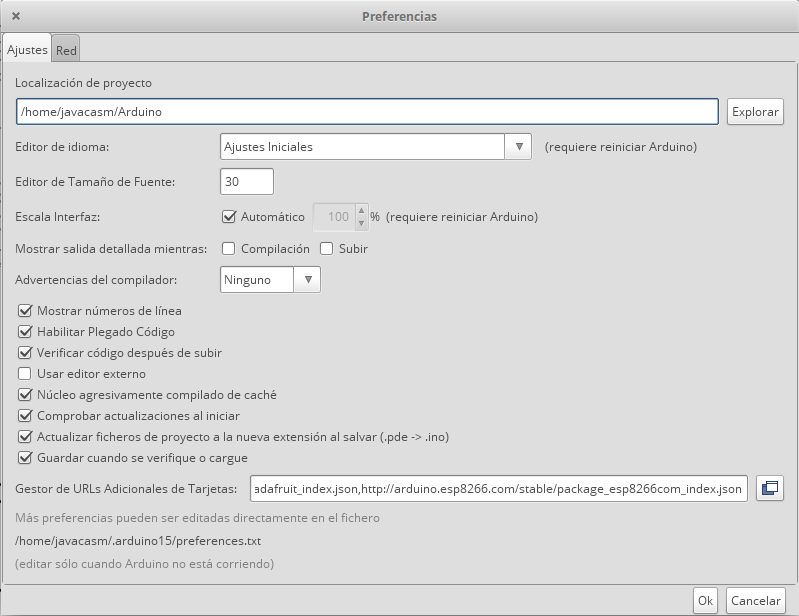 Preferencias
Ajustes Red
Localización de proyecto
/home/javacasm/Arduino Explorar
Editor de idioma: Ajustes Iniciales (requiere reiniciar Arduino)
Editor de Tamaño de Fuente: 30
Escala Interfaz: Automático 100 % (requiere reiniciar Arduino)
Mostrar salida detallada mientras: Compilación Subir
Advertencias del compilador: Ninguno
Mostrar números de línea
Habilitar Plegado Código
Verificar código después de subir
Usar editor externo
Núcleo agresivamente compilado de caché
Comprobar actualizaciones al iniciar
Actualizar ficheros de proyecto a la nueva extensión al salvar (.pde -> .ino)
Guardar cuando se verifique o cargue
Gestor de URLs Adicionales de Tarjetas: adafruit_index.json,http://arduino.esp8266.com/stable/package_esp8266com_index.json
Más preferencias pueden ser editadas directamente en el fichero
/home/javacasm/.arduino15/preferences.txt
(editar sólo cuando Arduino no está corriendo)
Ok Cancelar